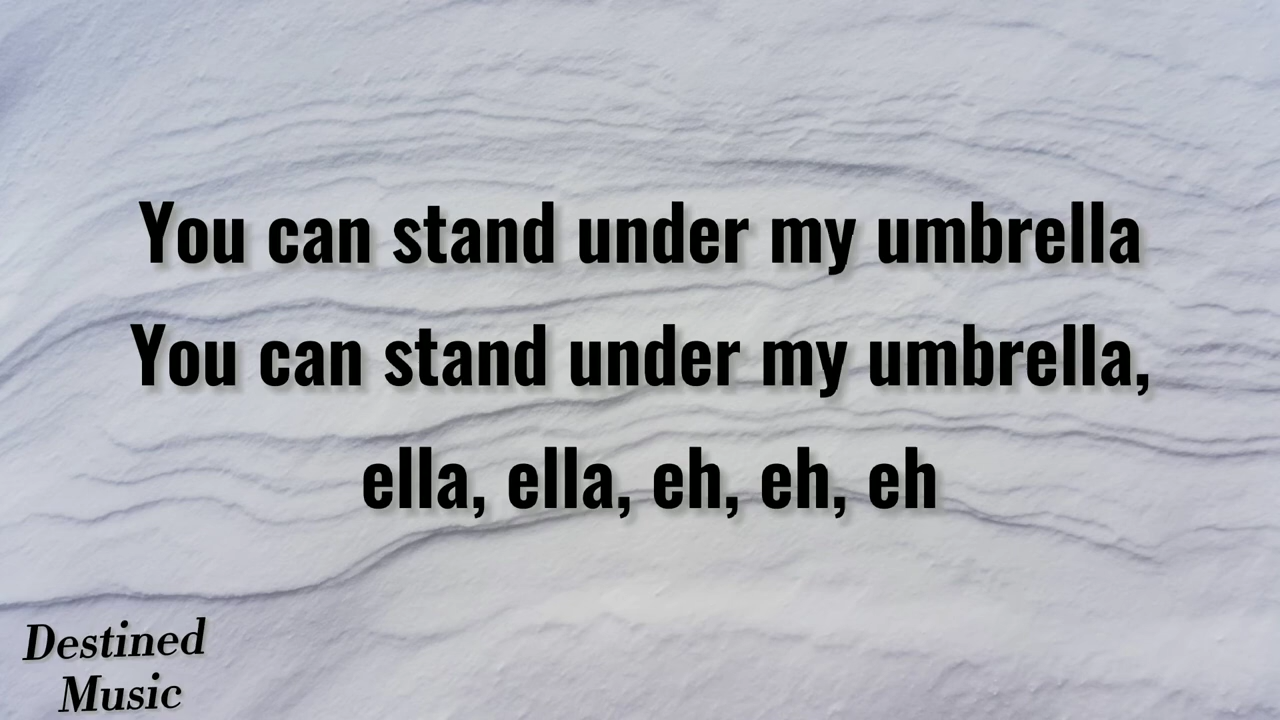 You can stand under my umbrella
You can stand under my umbrella,
ella, ella, eh, eh, eh
Destined
Music